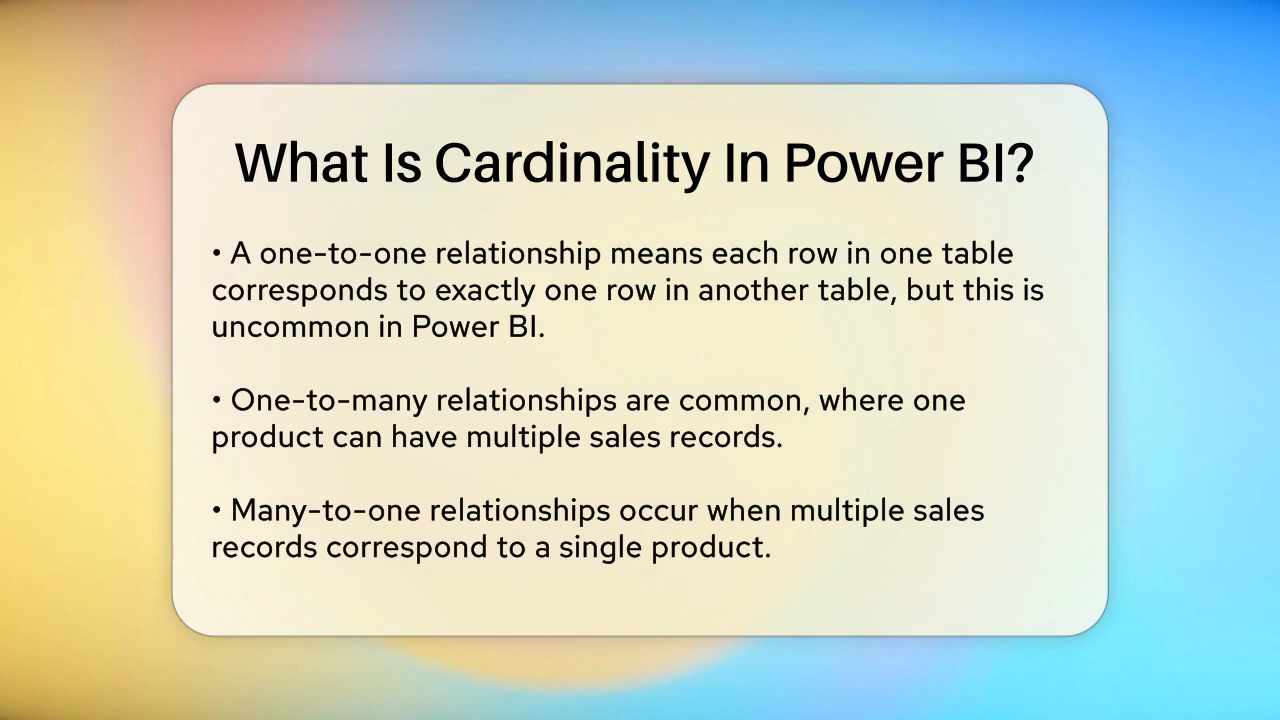 What Is Cardinality In Power BI?
• A one-to-one relationship means each row in one table
corresponds to exactly one row in another table, but this is
uncommon in Power BI.
• One-to-many relationships are common, where one
product can have multiple sales records.
• Many-to-one relationships occur when multiple sales
records correspond to a single product.